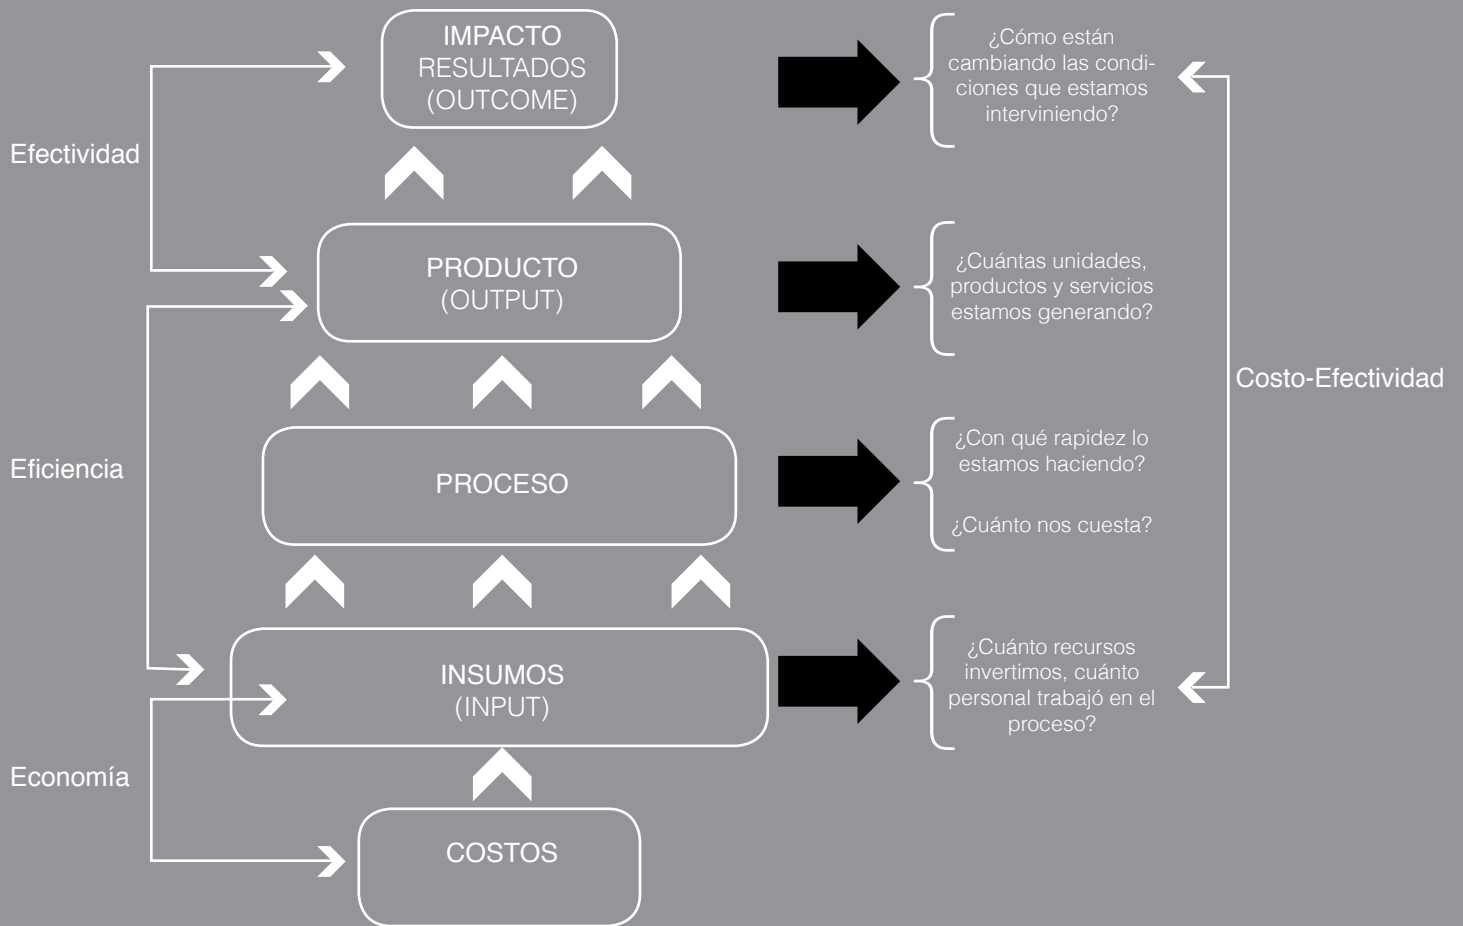 IMPACTO
RESULTADOS
(OUTCOME)
¿Cómo están
cambiando las condi-
ciones que estamos
interviniendo?
Efectividad
PRODUCTO
(OUTPUT)
¿Cuántas unidades,
productos y servicios
estamos generando?
Costo-Efectividad
Eficiencia
PROCESO
¿Con qué rapidez lo
estamos haciendo?
¿Cuánto nos cuesta?
INSUMOS
(INPUT)
¿Cuánto recursos
invertimos, cuánto
personal trabajó en el
proceso?
Economía
COSTOS